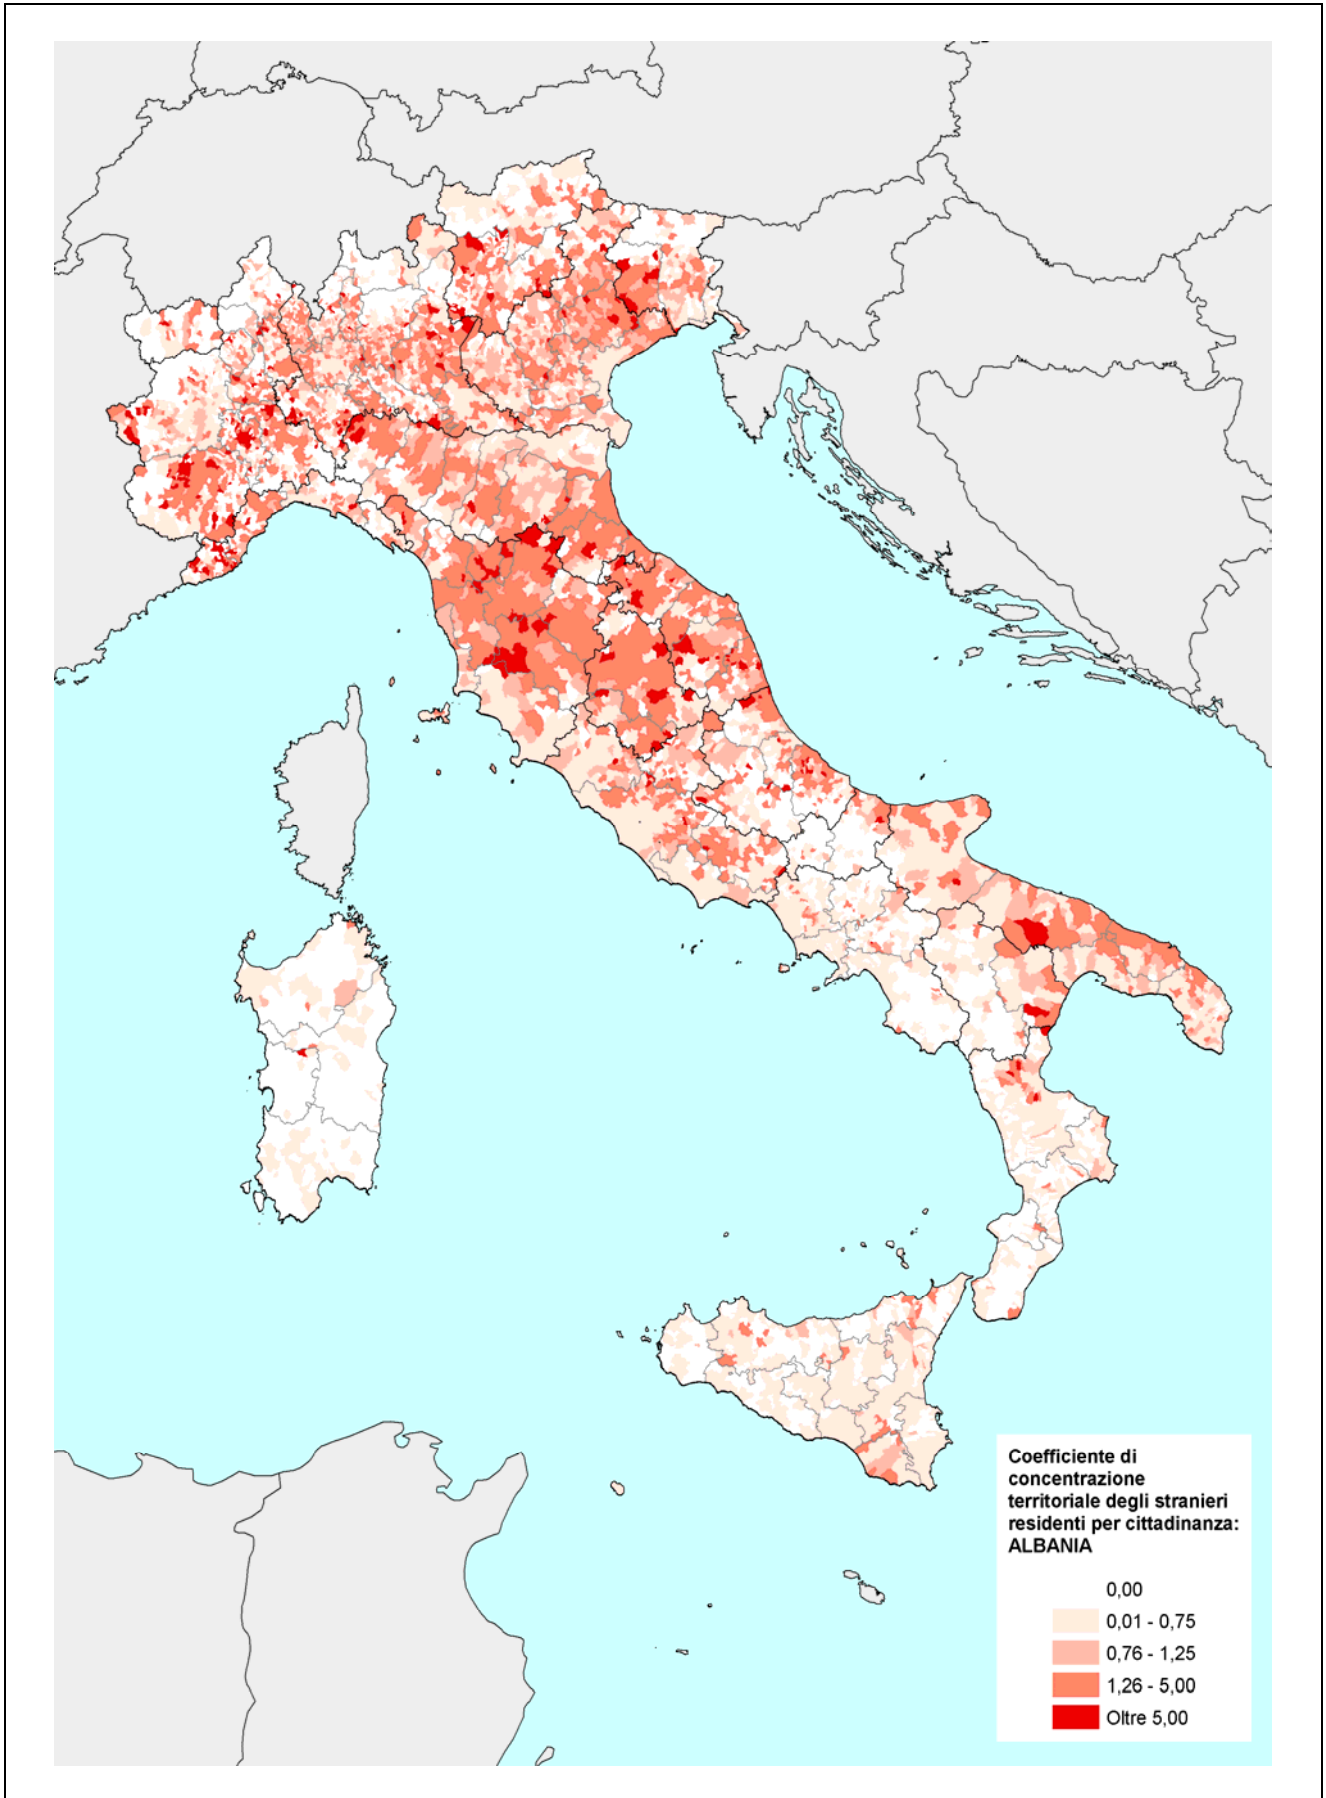 Coefficiente di
concentrazione
territoriale degli stranieri
residenti per cittadinanza:
ALBANIA
0,00
0,01 - 0,75
0,76 - 1,25
1,26 - 5,00
Oltre 5,00